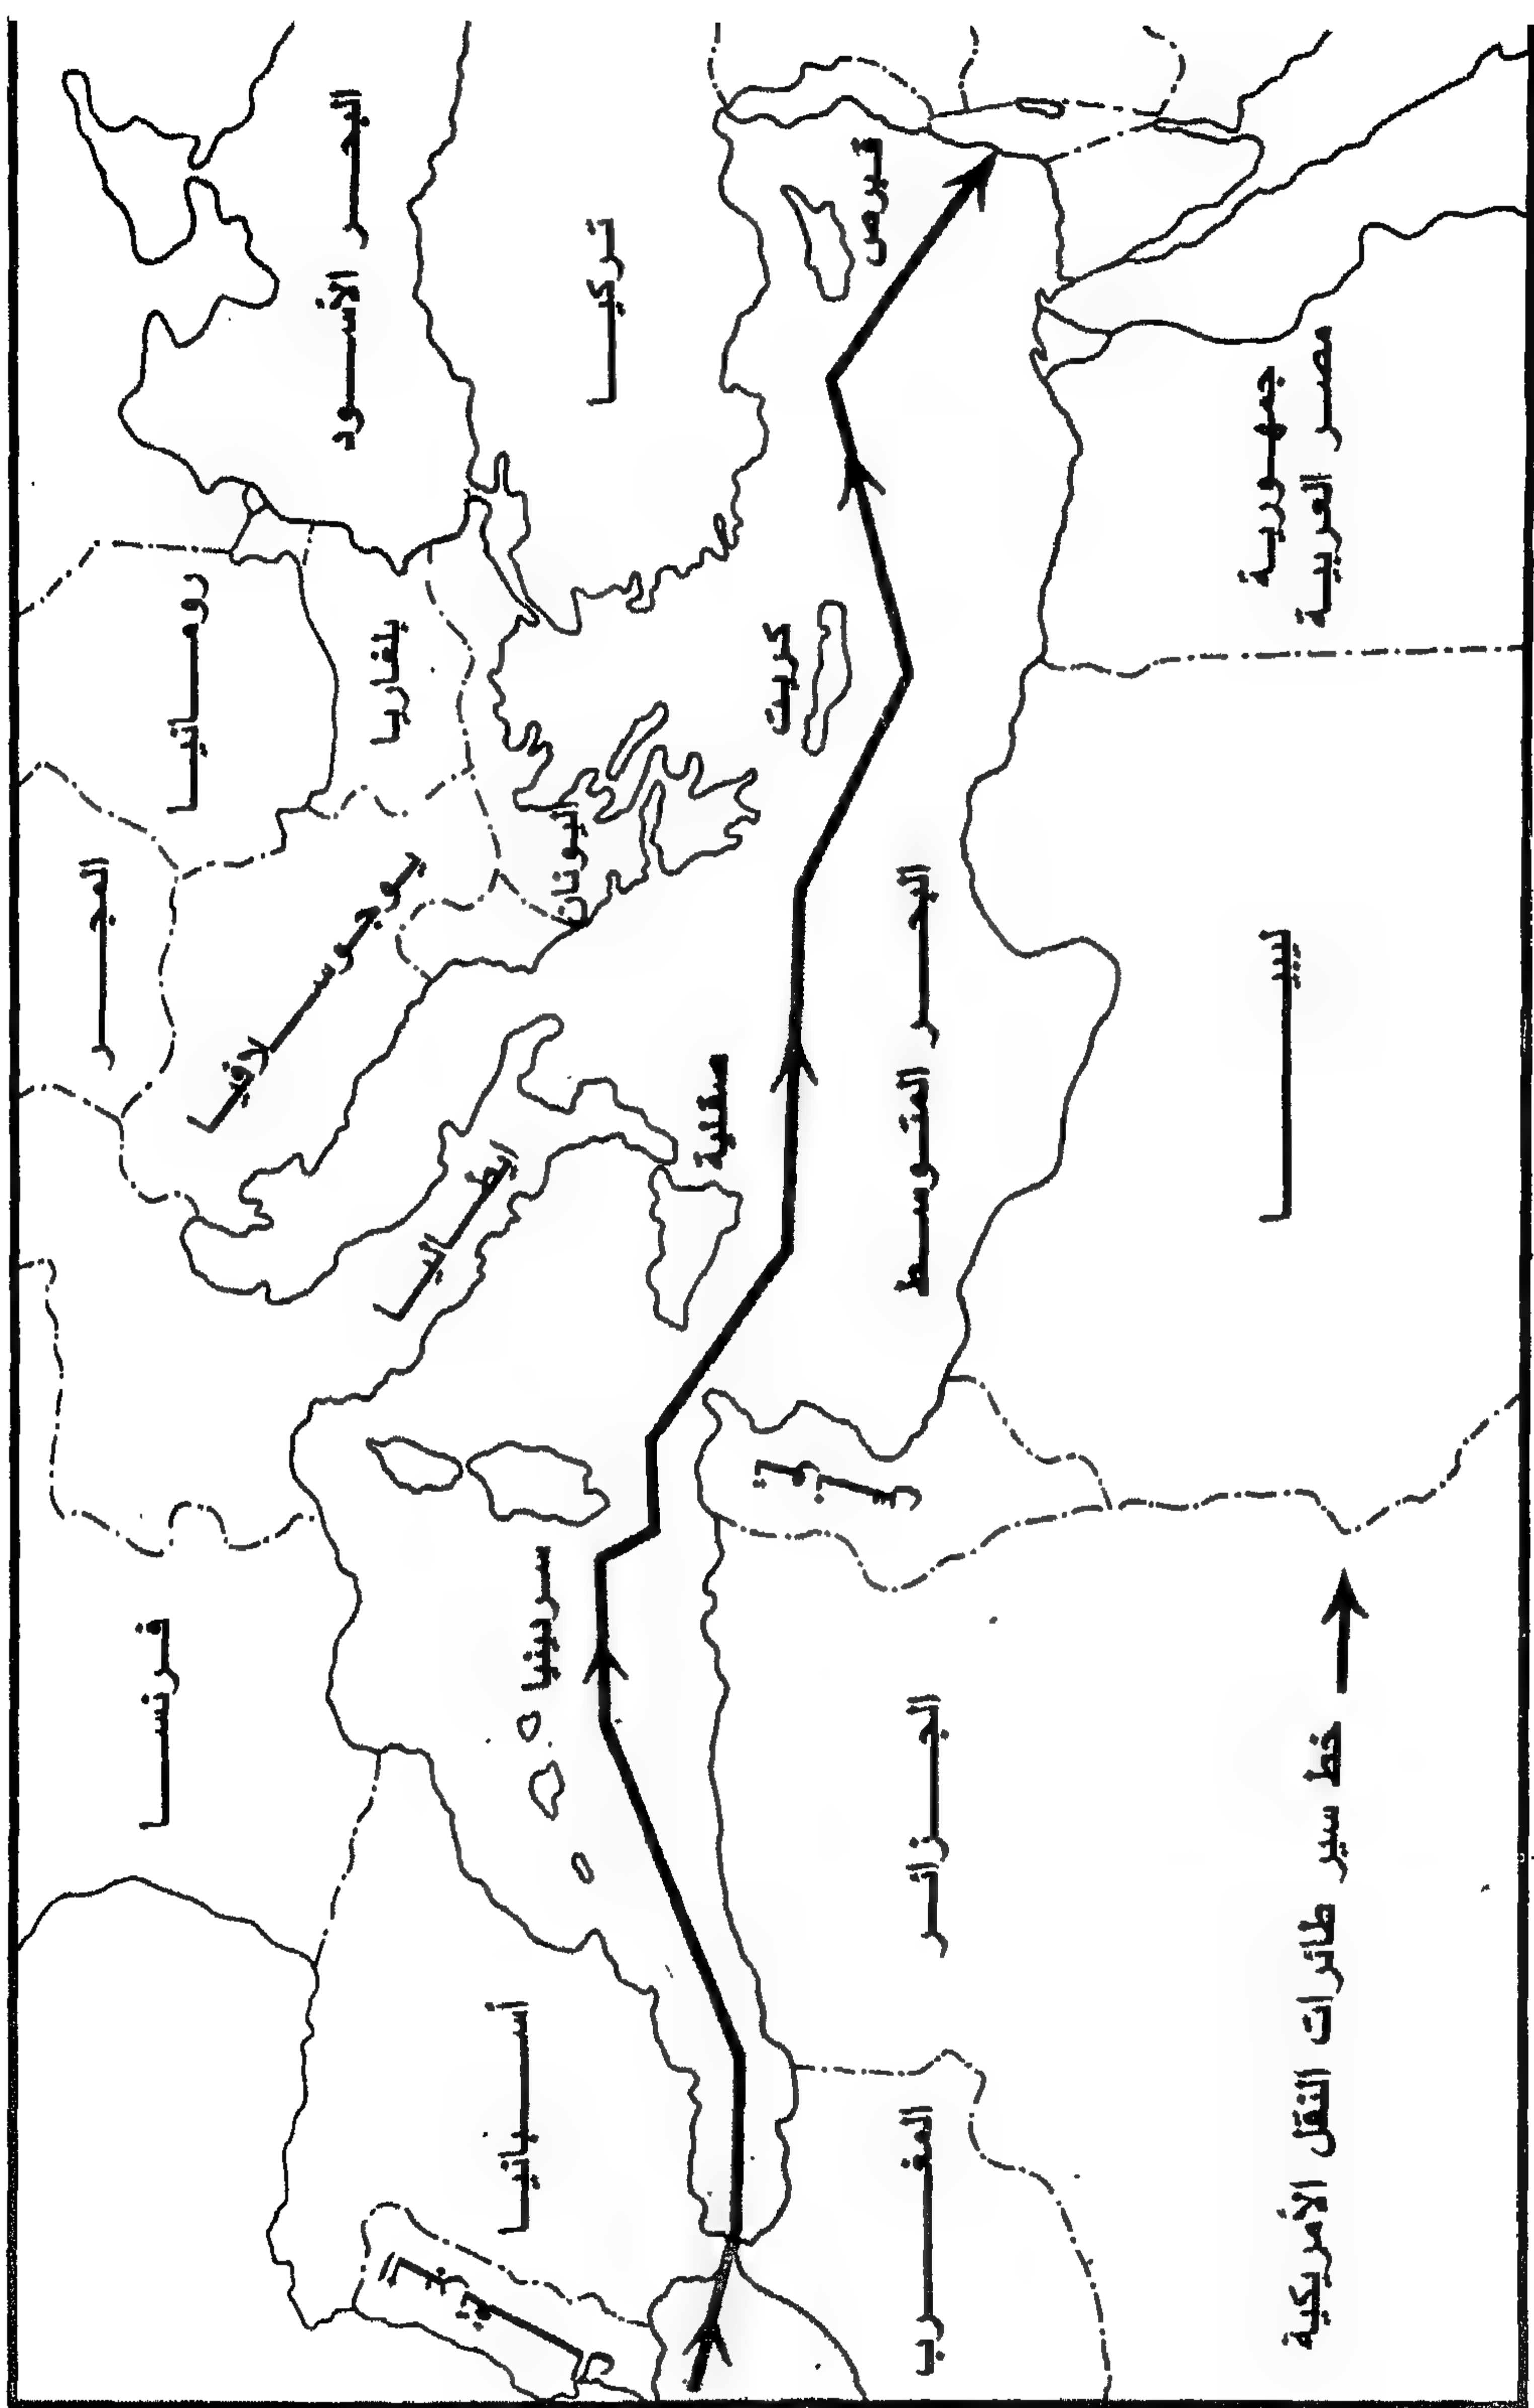 البحر الأسود
تركيا
قبرص
رومانيا
بلغاريا
كريت
جمهورية
مصر العربية
المجر
يوغوسلافيا
اليونان
صقلية
البحر المتوسط
ليبيا
إيطاليا
تونس
فرنسا
سردينيا
الجزائر
أسبانيا
البرتغال
المغرب
خط سير طائرات النقل الأمريكية